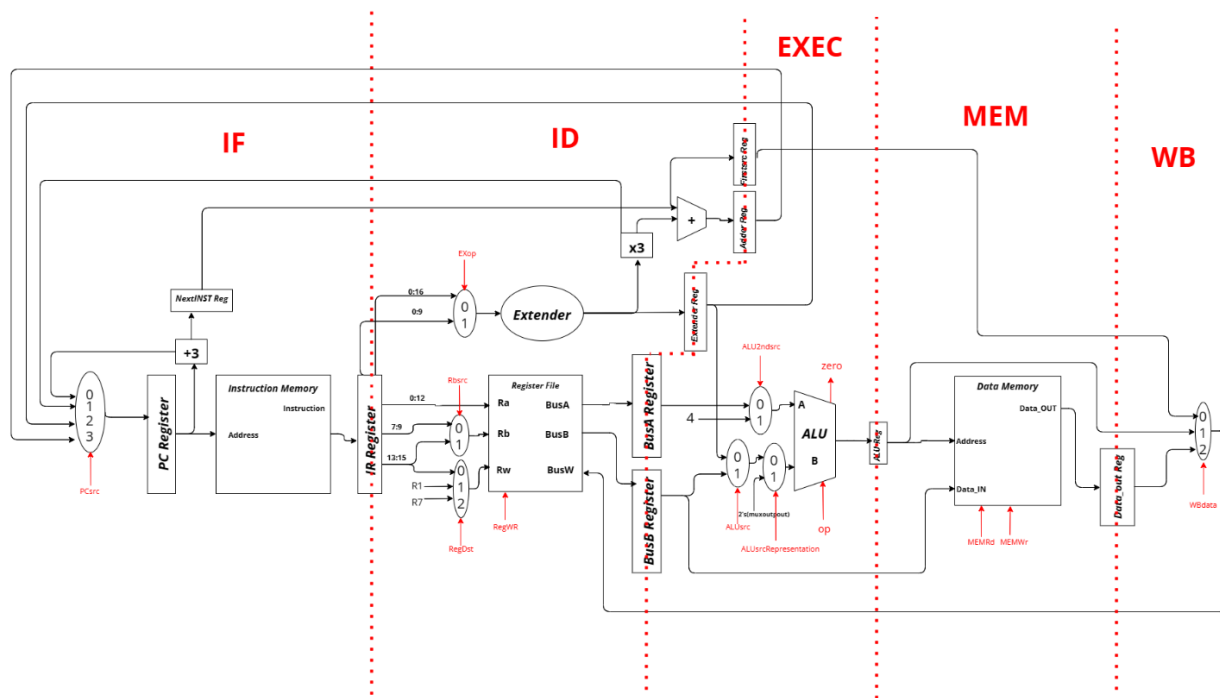 EXEC
MEM
IF
ID
WB
Firstsrc Reg
Adder Reg
+
x3
EXop
NextINST Reg
0:16
0:9
0
1
Extender
Extender Reg
+3
0
1
2
3
PCsrc
PC Register
Instruction Memory
Instruction
Address
IR Register
0:12
7:9
13:15
Rbsrc
0
1
0
1
2
R1
R7
RegDst
Register File
Ra
BusA
Rb
BusB
Rw
BusW
RegWR
BusA Register
BusB Register
ALU2ndsrc
4
0
1
0
1
0
1
2's(muxoutpout)
ALUsrc
ALUsrcRepresentation
zero
A
ALU
B
op
ALU Reg
Data Memory
Data_OUT
Address
Data_IN
MEMRd
MEMWr
Data_out Reg
0
1
2
WBdata